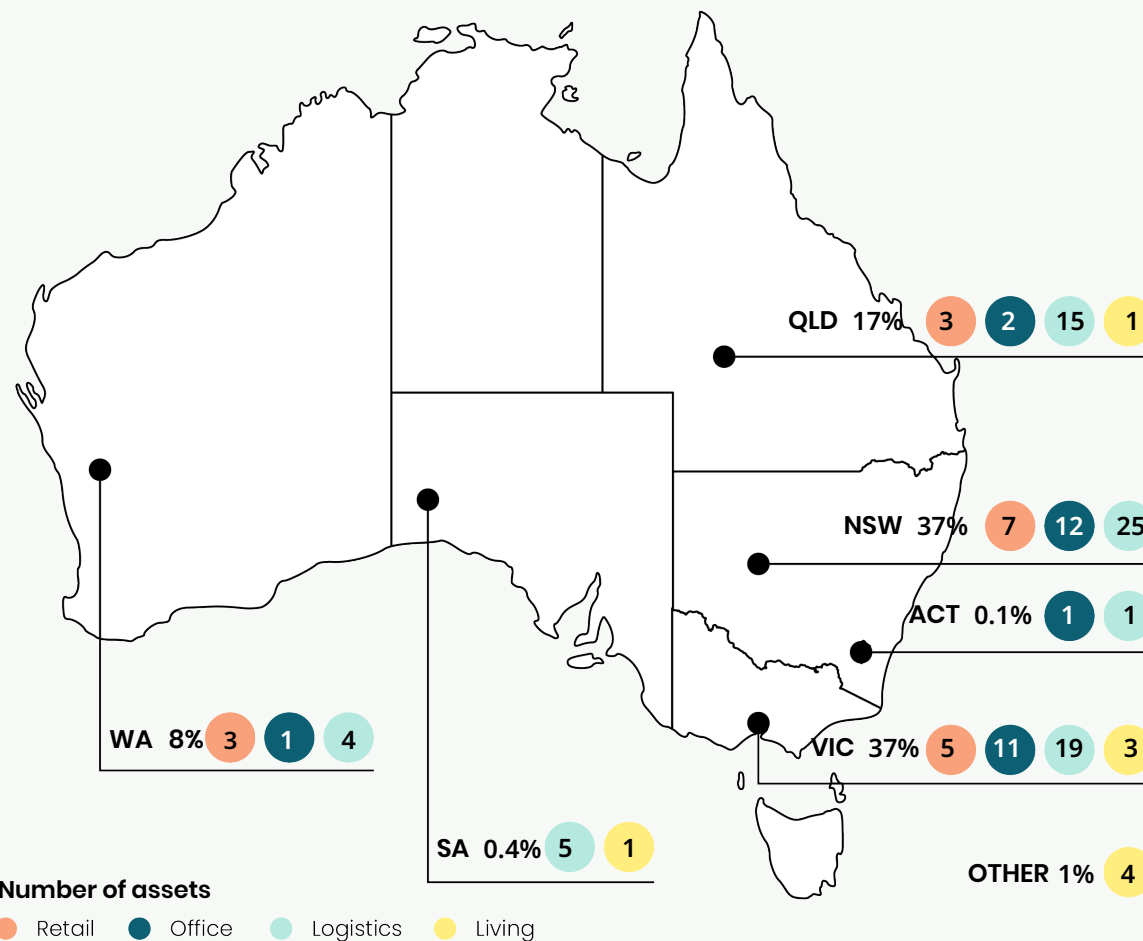 QLD 17% 3 2 15 1
NSW 37% 7 12 25
ACT 0.1% 1 1
WA 8% 3 1 4
VIC 37% 5 11 19 3
SA 0.4% 5 1
OTHER 1% 4
Number of assets
Retail Office Logistics Living